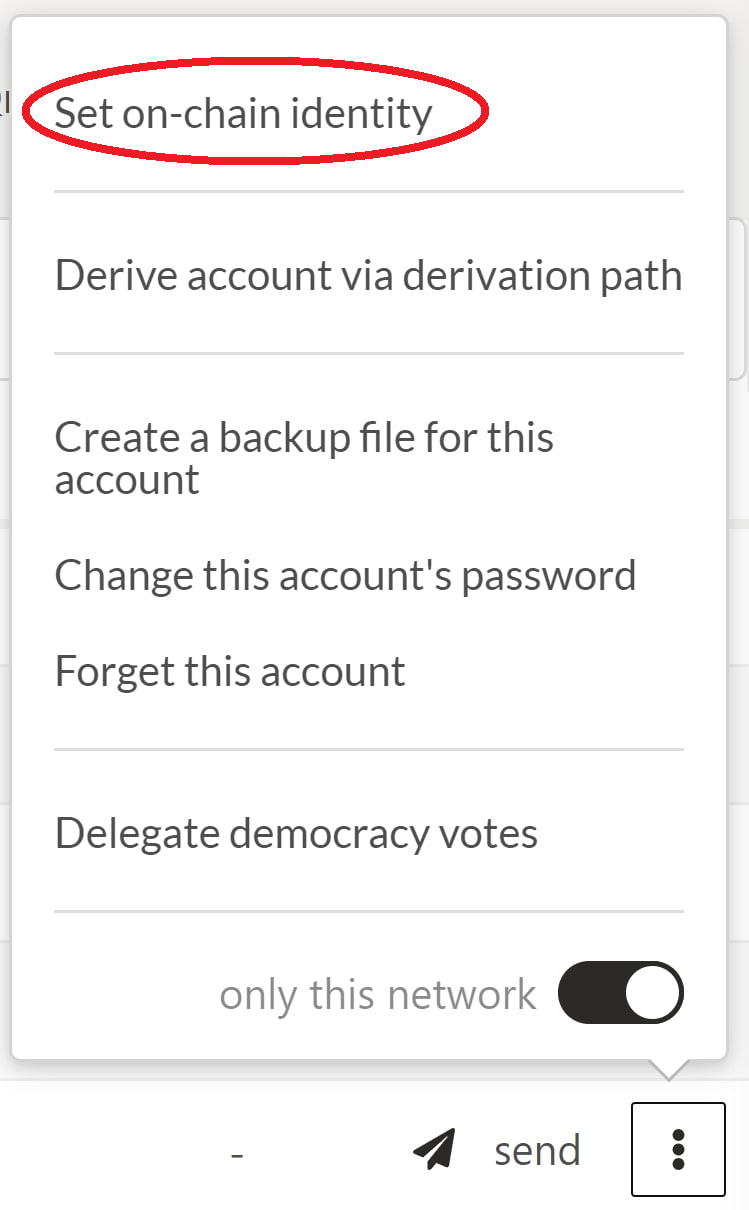 Set on-chain identity
Derive account via derivation path
Create a backup file for this
account
Change this account's password
Forget this account
Delegate democracy votes
only this network
- send